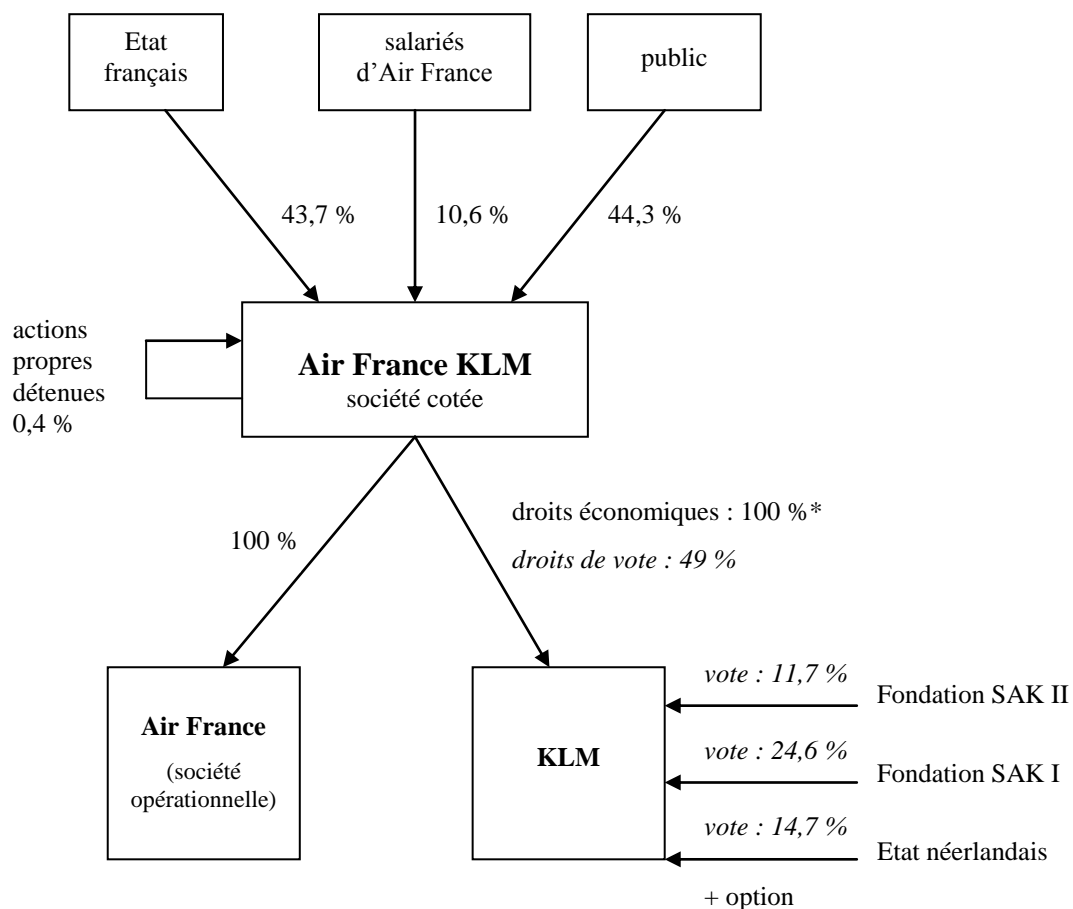 Etat
français
salariés
d’Air France
public
43,7 %
10,6 %
44,3 %
actions
propres
détenues
0,4 %
Air France KLM
société cotée
100 %
droits économiques : 100 %*
droits de vote : 49 %
Air France
(société
opérationnelle)
KLM
vote : 11,7 %
Fondation SAK II
vote : 24,6 %
Fondation SAK I
vote : 14,7 %
Etat néerlandais
+ option